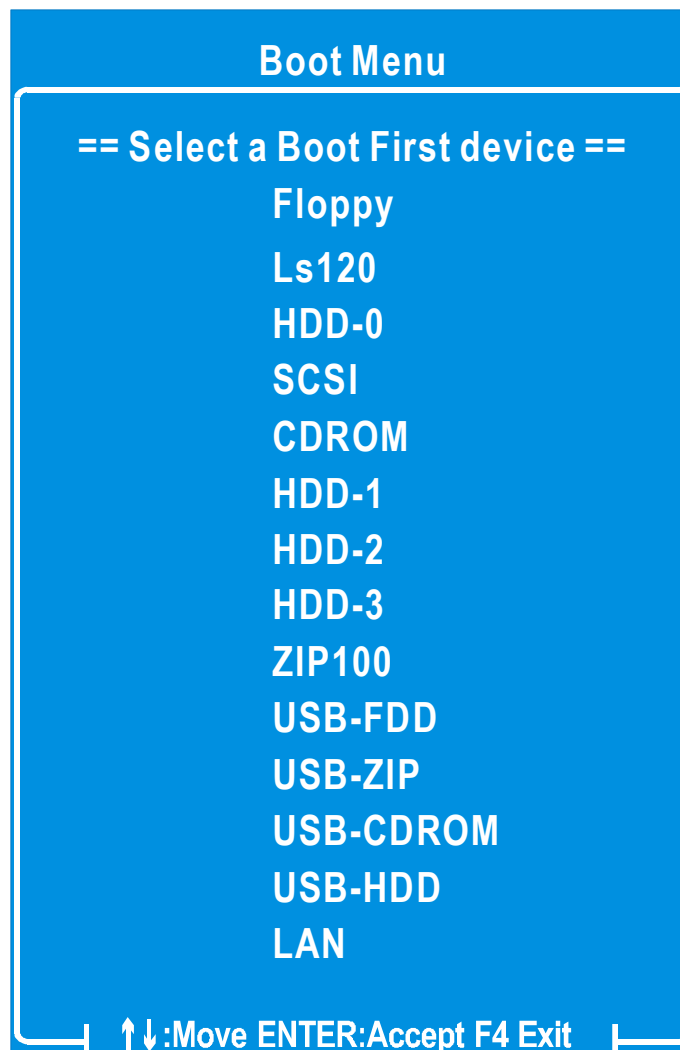 Boot Menu
== Select a Boot First device ==
Floppy
Ls120
HDD-0
SCSI
CDROM
HDD-1
HDD-2
HDD-3
ZIP100
USB-FDD
USB-ZIP
USB-CDROM
USB-HDD
LAN
↑↓:Move ENTER:Accept F4 Exit